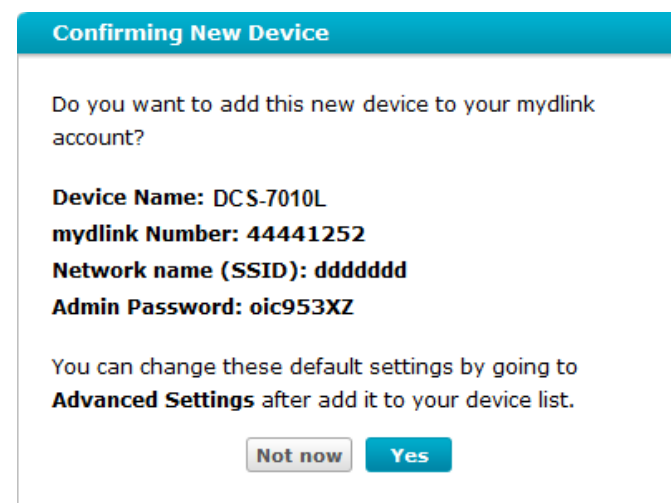 Confirming New Device
Do you want to add this new device to your mydlink
account?
Device Name: DCS-7010L
mydlink Number: 44441252
Network name (SSID): ddddddd
Admin Password: oic953XZ
You can change these default settings by going to
Advanced Settings after add it to your device list.
Not now Yes